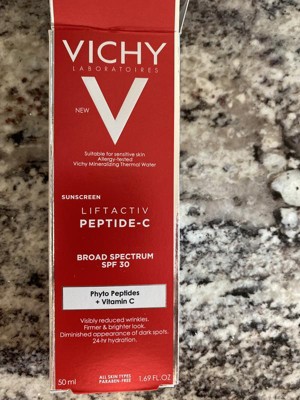 VICHY
LABORATOIRES
NEW
V
Suitable for sensitive skin
Allergy-tested
Vichy Mineralizing Thermal Water
SUNSCREEN
LIFTACTIV
PEPTIDE-C
BROAD SPECTRUM
SPF 30
Phyto Peptides
+ Vitamin C
Visibly reduced wrinkles.
Firmer & brighter look.
Diminished appearance of dark spots.
24-hr hydration.
50 ml
ALL SKIN TYPES
PARABEN-FREE
1.69 FL.OZ.